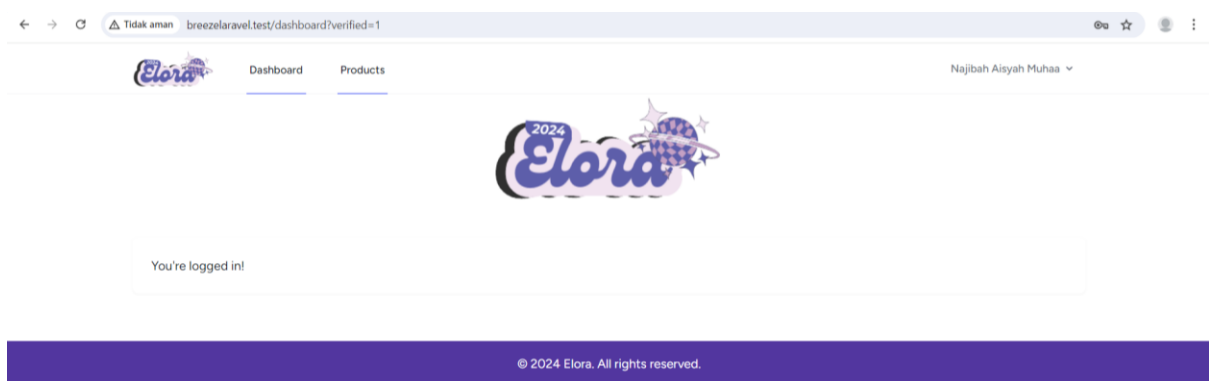 Tidak aman breezelaravel.test/dashboard?verified=1
2024 Elora Dashboard Products Najibah Aisyah Muhaa
2024
Elora
You're logged in!
© 2024 Elora. All rights reserved.